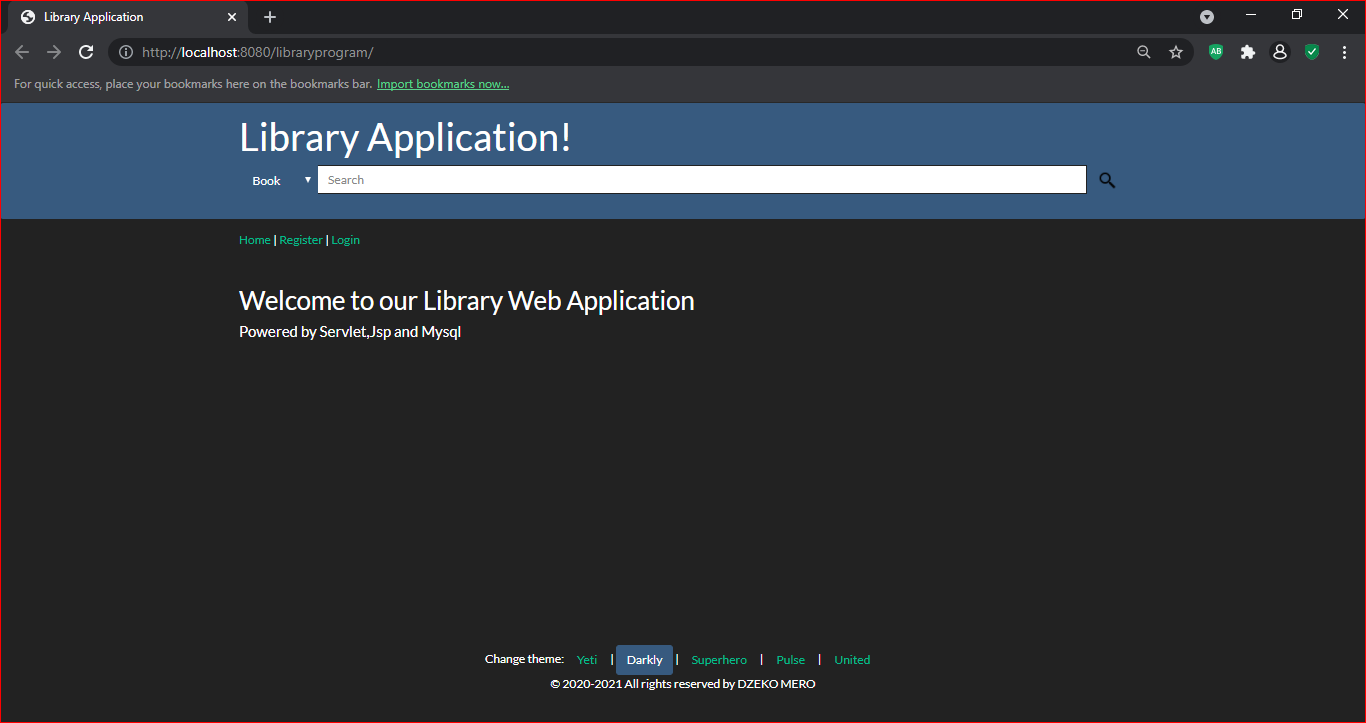 Library Application
http://localhost:8080/libraryprogram/
AB
For quick access, place your bookmarks here on the bookmarks bar. Import bookmarks now...
Library Application!
Book Search
Home | Register | Login
Welcome to our Library Web Application
Powered by Servlet,Jsp and Mysql
Change theme: Yeti | Darkly | Superhero | Pulse | United
© 2020-2021 All rights reserved by DZEKO MERO